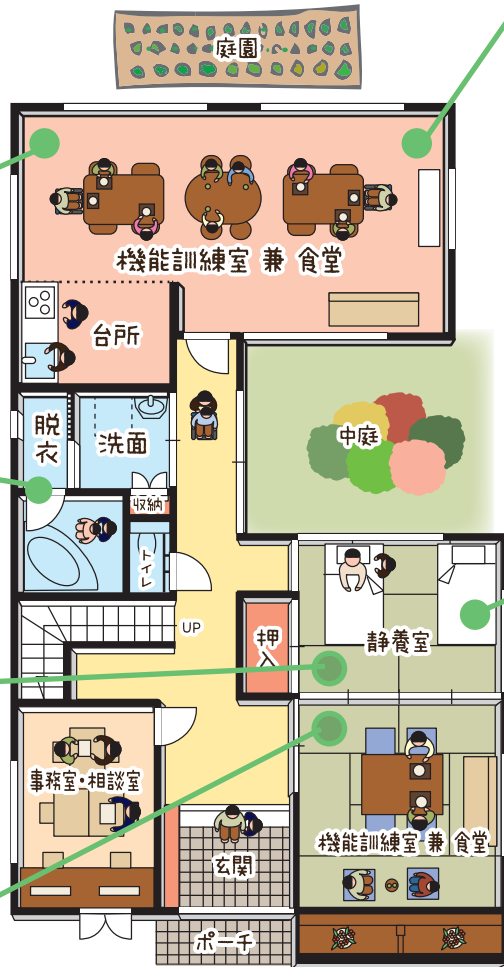 庭園
機能訓練室 兼 食堂
台所
中庭
脱
衣
洗面
収納
トイレ
UP
押
入
静養室
事務室・相談室
機能訓練室 兼 食堂
玄関
ポーチ